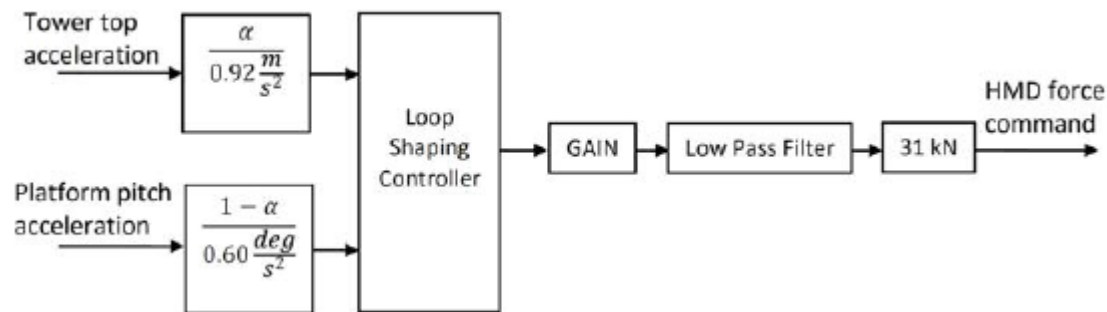 Tower top
acceleration
α
0.92 m/s²
Platform pitch
acceleration
1 − α
0.60 deg/s²
Loop
Shaping
Controller
GAIN
Low Pass Filter
31 kN
HMD force
command